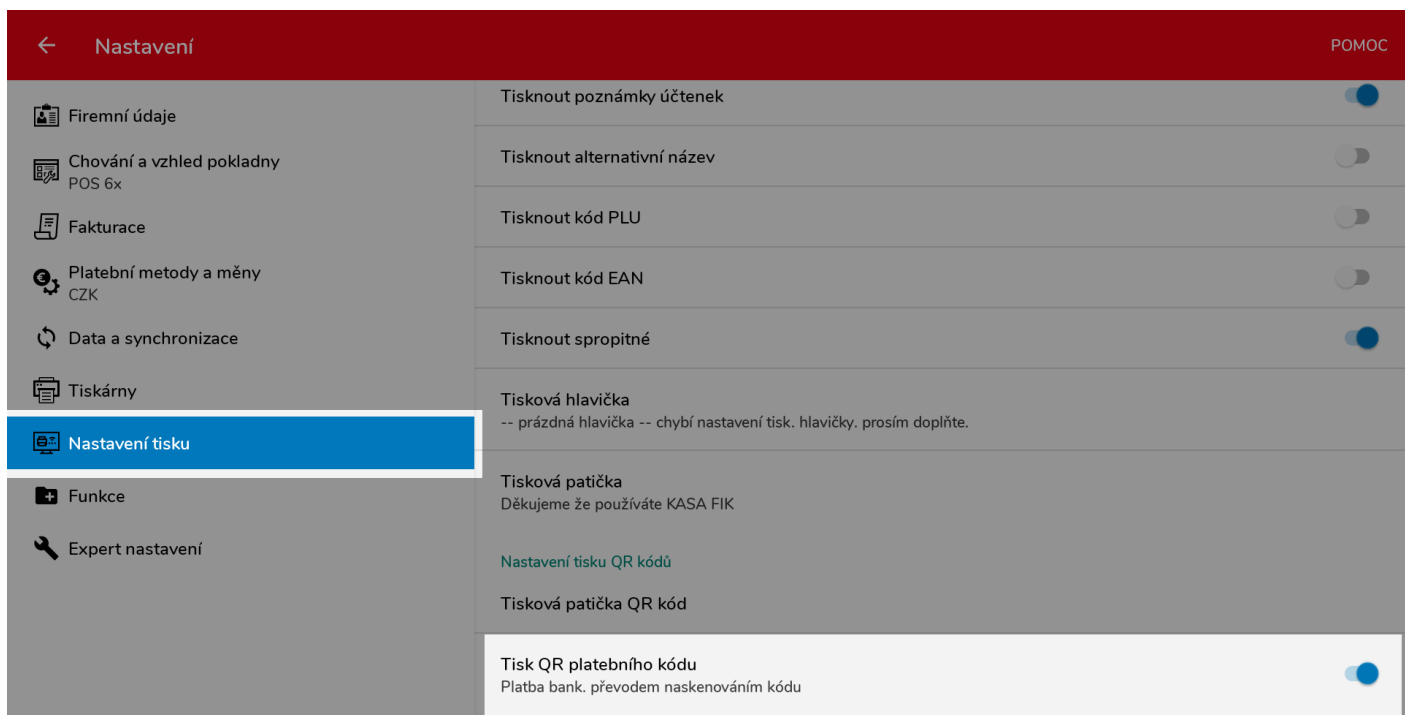 Nastavení
POMOC
Firemní údaje
Chování a vzhled pokladny
POS 6x
Fakturace
Platební metody a měny
CZK
Data a synchronizace
Tiskárny
Nastavení tisku
Funkce
Expert nastavení
Tisknout poznámky účtenek
Tisknout alternativní název
Tisknout kód PLU
Tisknout kód EAN
Tisknout spropitné
Tisková hlavička
-- prázdná hlavička -- chybí nastavení tisk. hlavičky. prosím doplňte.
Tisková patička
Děkujeme že používáte KASA FIK
Nastavení tisku QR kódů
Tisková patička QR kód
Tisk QR platebního kódu
Platba bank. převodem naskenováním kódu